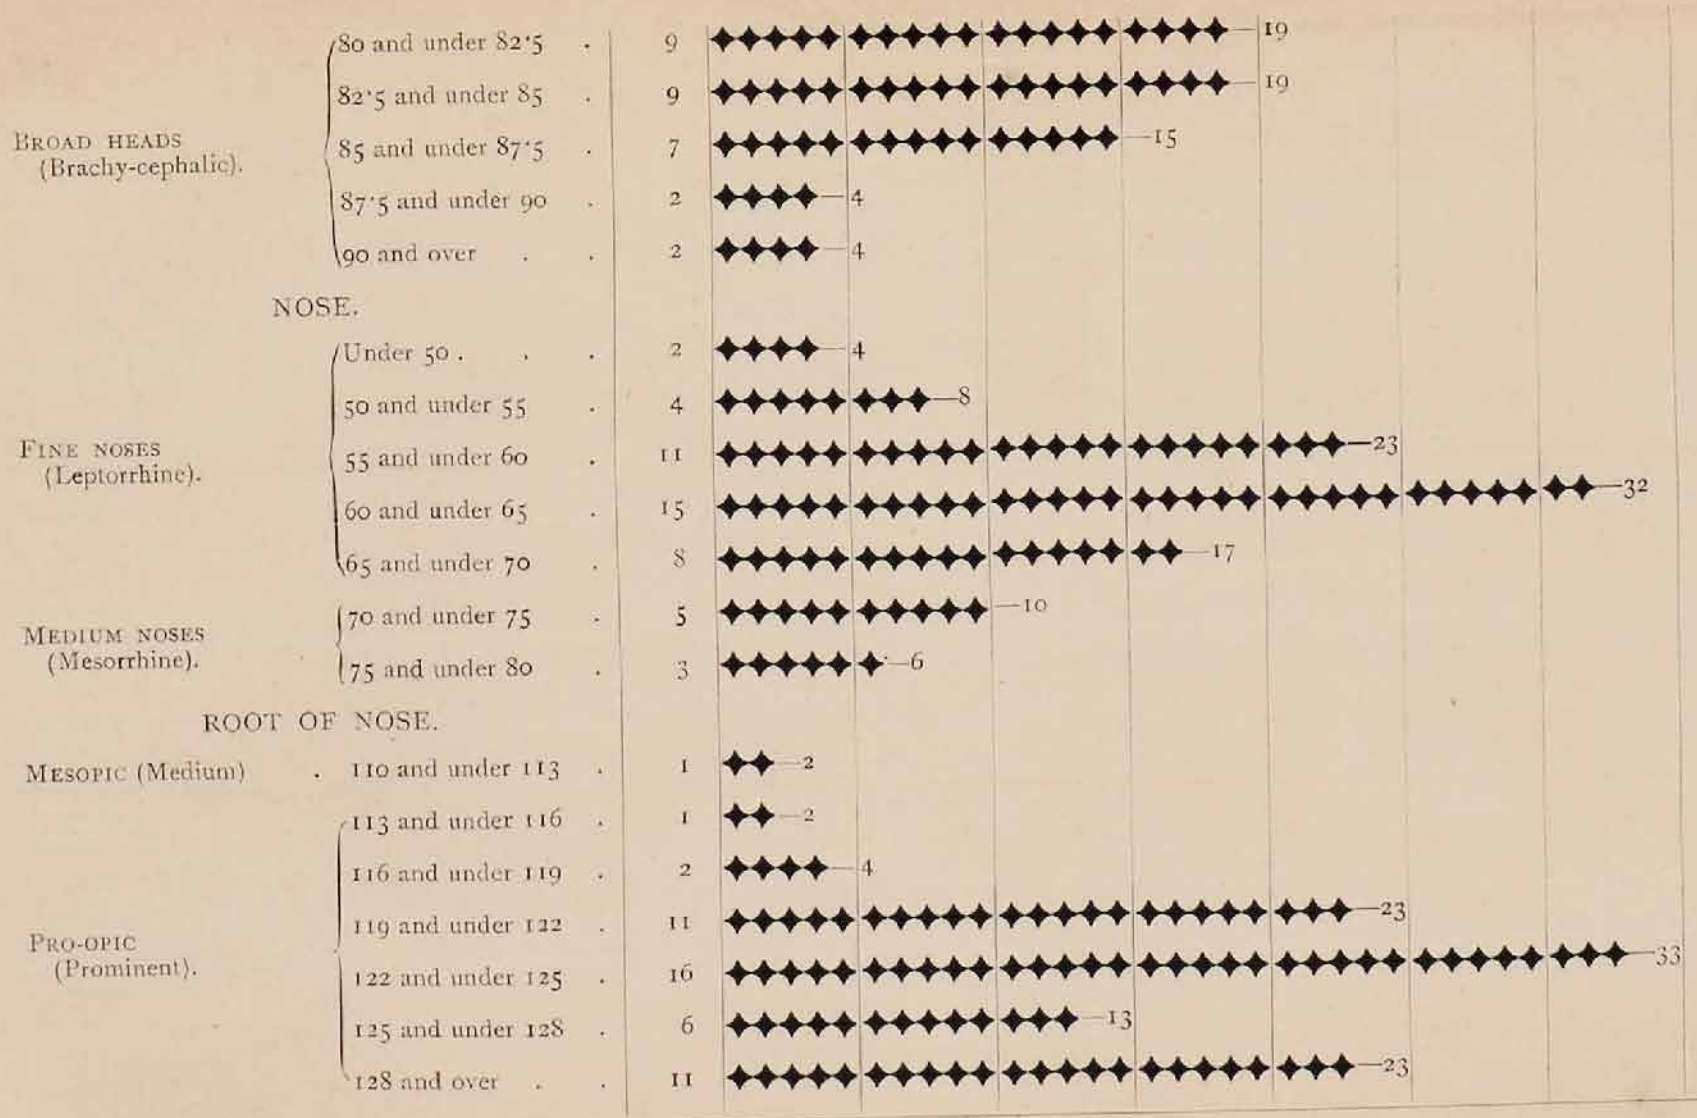 80 and under 82·5 . 9 19
82·5 and under 85 . 9 19
BROAD HEADS
(Brachy-cephalic).
85 and under 87·5 . 7 15
87·5 and under 90 . 2 4
90 and over . . 2 4
NOSE.
Under 50 . . . 2 4
50 and under 55 . 4 8
FINE NOSES
(Leptorrhine).
55 and under 60 . 11 23
60 and under 65 . 15 32
65 and under 70 . 8 17
MEDIUM NOSES
(Mesorrhine).
70 and under 75 . 5 10
75 and under 80 . 3 6
ROOT OF NOSE.
MESOPIC (Medium) . 110 and under 113 . 1 2
113 and under 116 . 1 2
116 and under 119 . 2 4
119 and under 122 . 11 23
PRO-OPIC
(Prominent).
122 and under 125 . 16 33
125 and under 128 . 6 13
128 and over . . 11 23